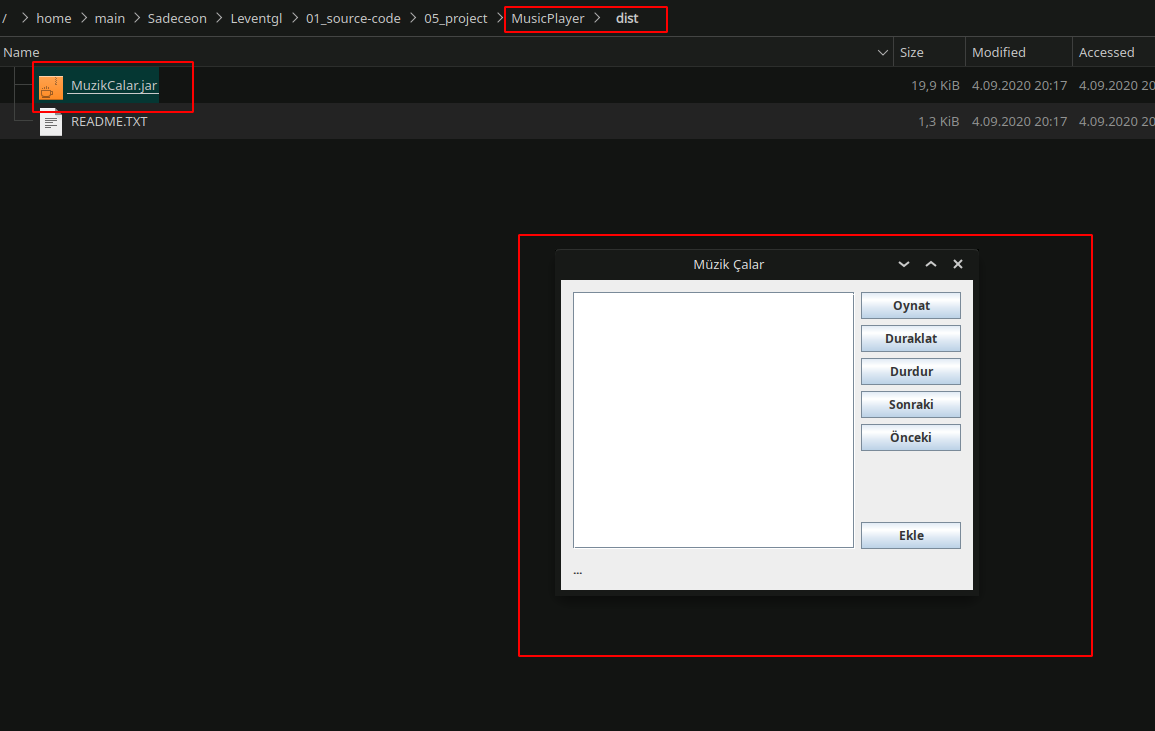 / > home > main > Sadeceon > Leventgl > 01_source-code > 05_project > MusicPlayer > dist
Name Size Modified Accessed
MuzikCalar.jar 19,9 KiB 4.09.2020 20:17 4.09.2020 20
README.TXT 1,3 KiB 4.09.2020 20:17 4.09.2020 20
Müzik Çalar
Oynat
Duraklat
Durdur
Sonraki
Önceki
Ekle
...